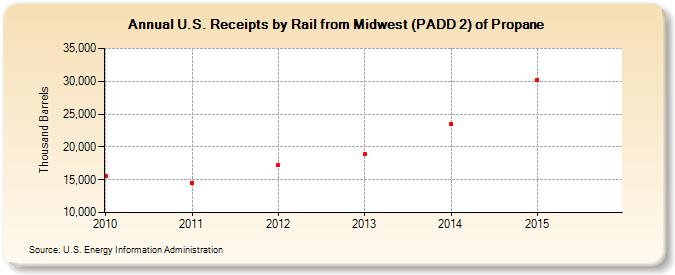 Annual U.S. Receipts by Rail from Midwest (PADD 2) of Propane
Thousand Barrels
35,000
30,000
25,000
20,000
15,000
10,000
2010 2011 2012 2013 2014 2015
Source: U.S. Energy Information Administration